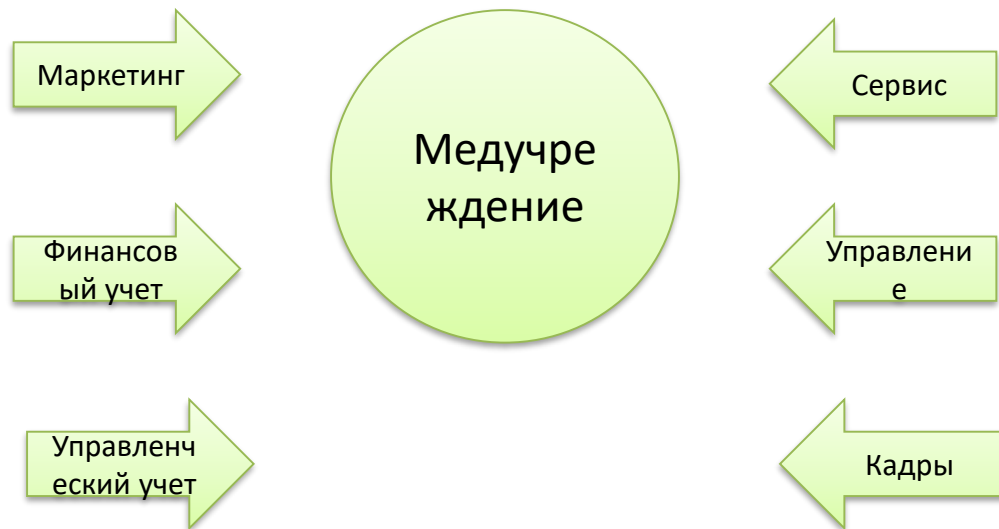 Маркетинг
Медучре
ждение
Сервис
Финансов
ый учет
Управлени
е
Управленч
еский учет
Кадры